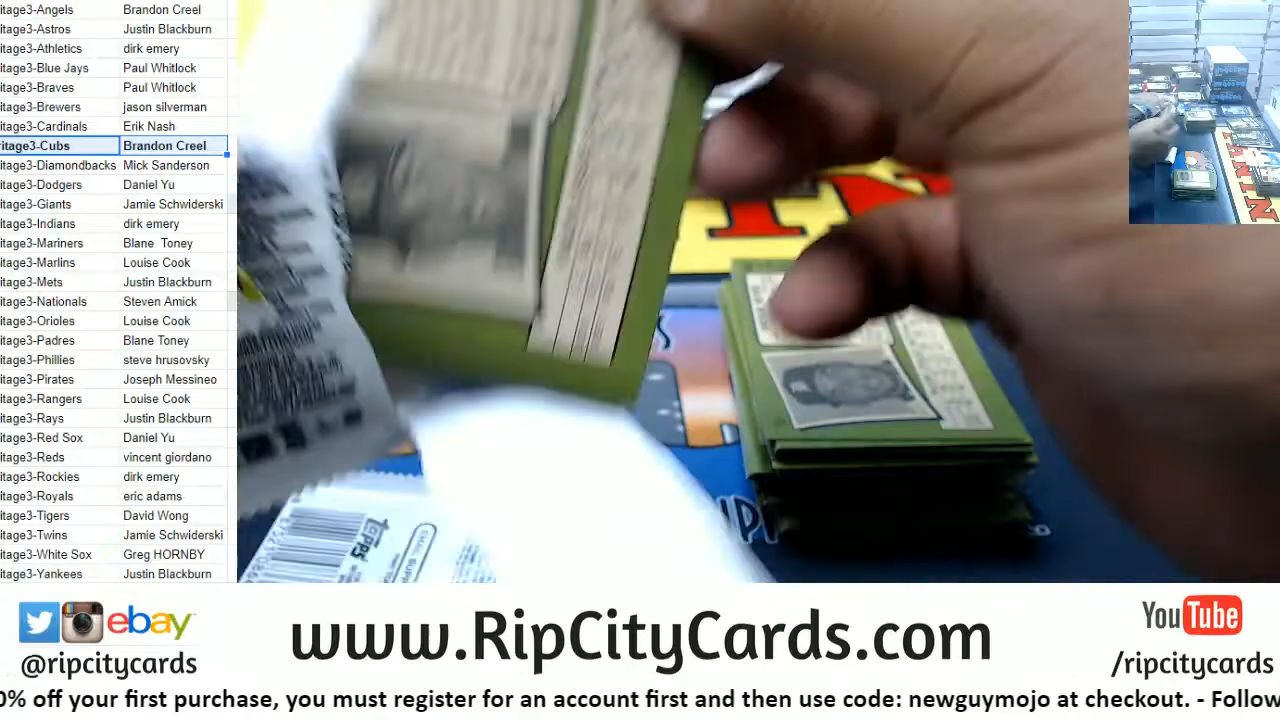 itage3-Angels Brandon Creel
itage3-Astros Justin Blackburn
itage3-Athletics dirk emery
itage3-Blue Jays Paul Whitlock
itage3-Braves Paul Whitlock
itage3-Brewers jason silverman
itage3-Cardinals Erik Nash
ritage3-Cubs Brandon Creel
itage3-Diamondbacks Mick Sanderson
itage3-Dodgers Daniel Yu
itage3-Giants Jamie Schwiderski
itage3-Indians dirk emery
itage3-Mariners Blane Toney
itage3-Marlins Louise Cook
itage3-Mets Justin Blackburn
itage3-Nationals Steven Amick
itage3-Orioles Louise Cook
itage3-Padres Blane Toney
itage3-Phillies steve hrusovsky
itage3-Pirates Joseph Messineo
itage3-Rangers Louise Cook
itage3-Rays Justin Blackburn
itage3-Red Sox Daniel Yu
itage3-Reds vincent giordano
itage3-Rockies dirk emery
itage3-Royals eric adams
itage3-Tigers David Wong
itage3-Twins Jamie Schwiderski
itage3-White Sox Greg HORNBY
itage3-Yankees Justin Blackburn
PANIN
Topps
ebay
@ripcitycards
www.RipCityCards.com
YouTube
/ripcitycards
0% off your first purchase, you must register for an account first and then use code: newguymojo at checkout. - Follow